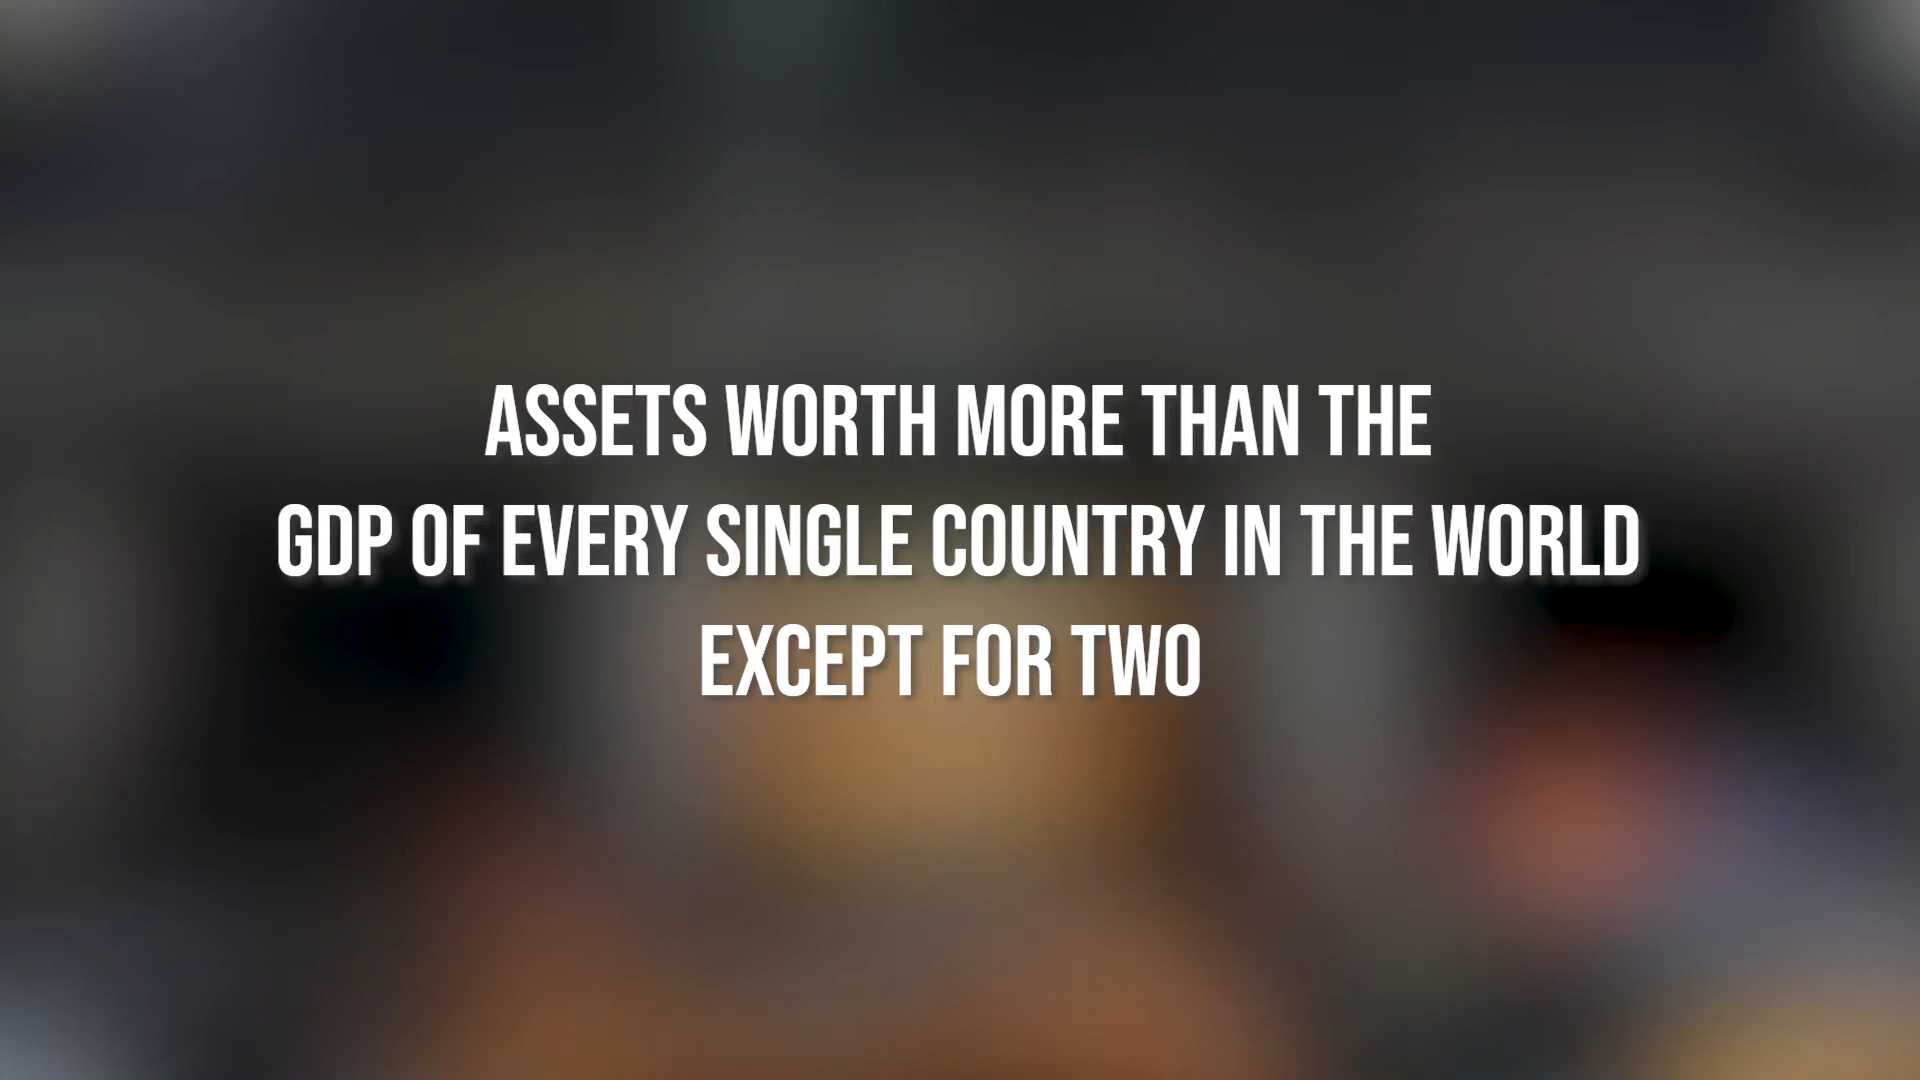 ASSETS WORTH MORE THAN THE
GDP OF EVERY SINGLE COUNTRY IN THE WORLD
EXCEPT FOR TWO